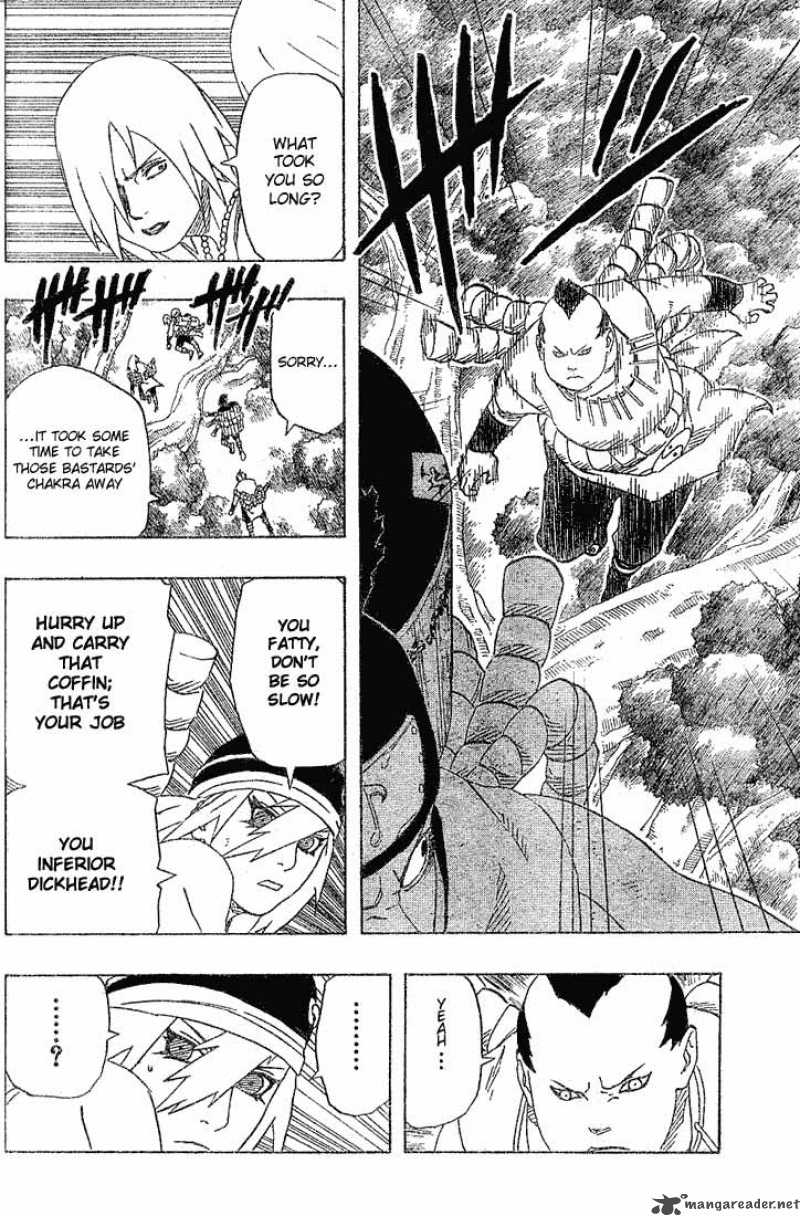 WHAT
TOOK
YOU SO
LONG?
SORRY...
...IT TOOK SOME
TIME TO TAKE
THOSE BASTARDS'
CHAKRA AWAY
YOU
FATTY,
DON'T
BE SO
SLOW!
HURRY UP
AND CARRY
THAT
COFFIN;
THAT'S
YOUR JOB
YOU
INFERIOR
DICKHEAD!!
YEAH...
.........
......?
mangareader.net